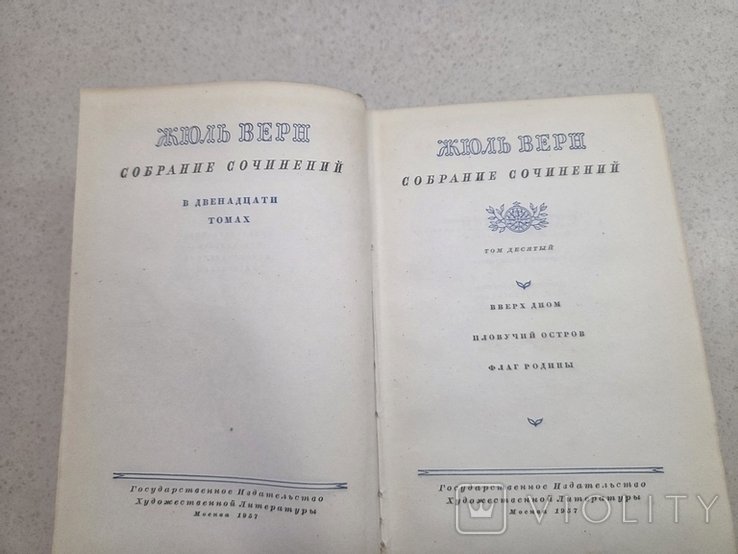 ЖЮЛЬ ВЕРН
СОБРАНИЕ СОЧИНЕНИЙ
В ДВЕНАДЦАТИ
ТОМАХ
Государственное Издательство
Художественной Литературы
Москва 1957
ЖЮЛЬ ВЕРН
СОБРАНИЕ СОЧИНЕНИЙ
ТОМ ДЕСЯТЫЙ
ВВЕРХ ДНОМ
ПЛОВУЧИЙ ОСТРОВ
ФЛАГ РОДИНЫ
Государственное Издательство
Художественной Литературы
Москва 1957
VIOLITY